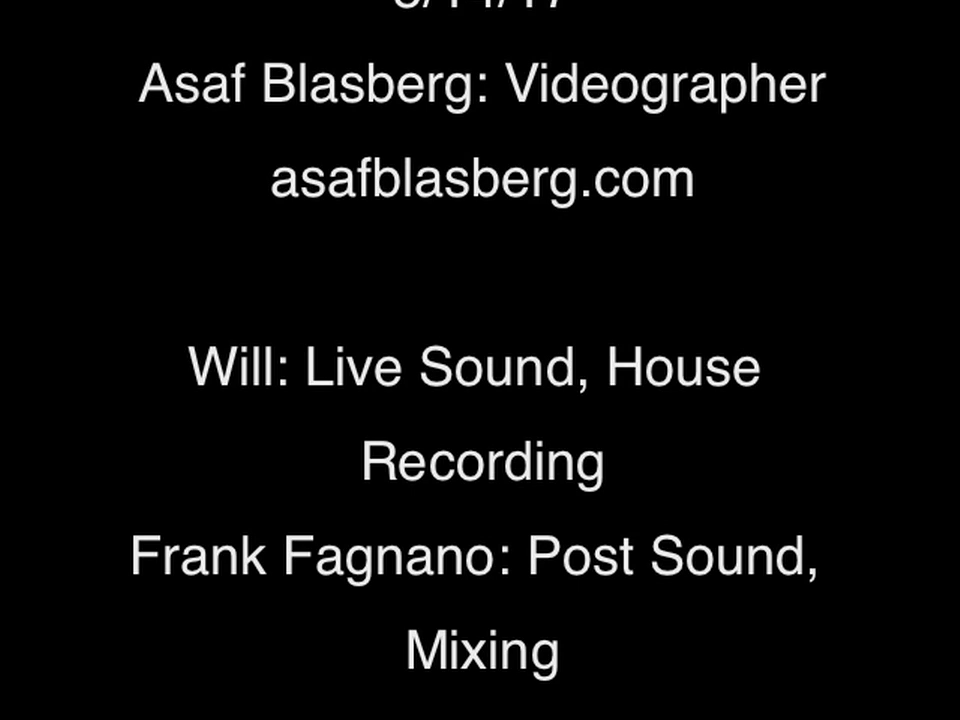 Asaf Blasberg: Videographer
asafblasberg.com
Will: Live Sound, House
Recording
Frank Fagnano: Post Sound,
Mixing